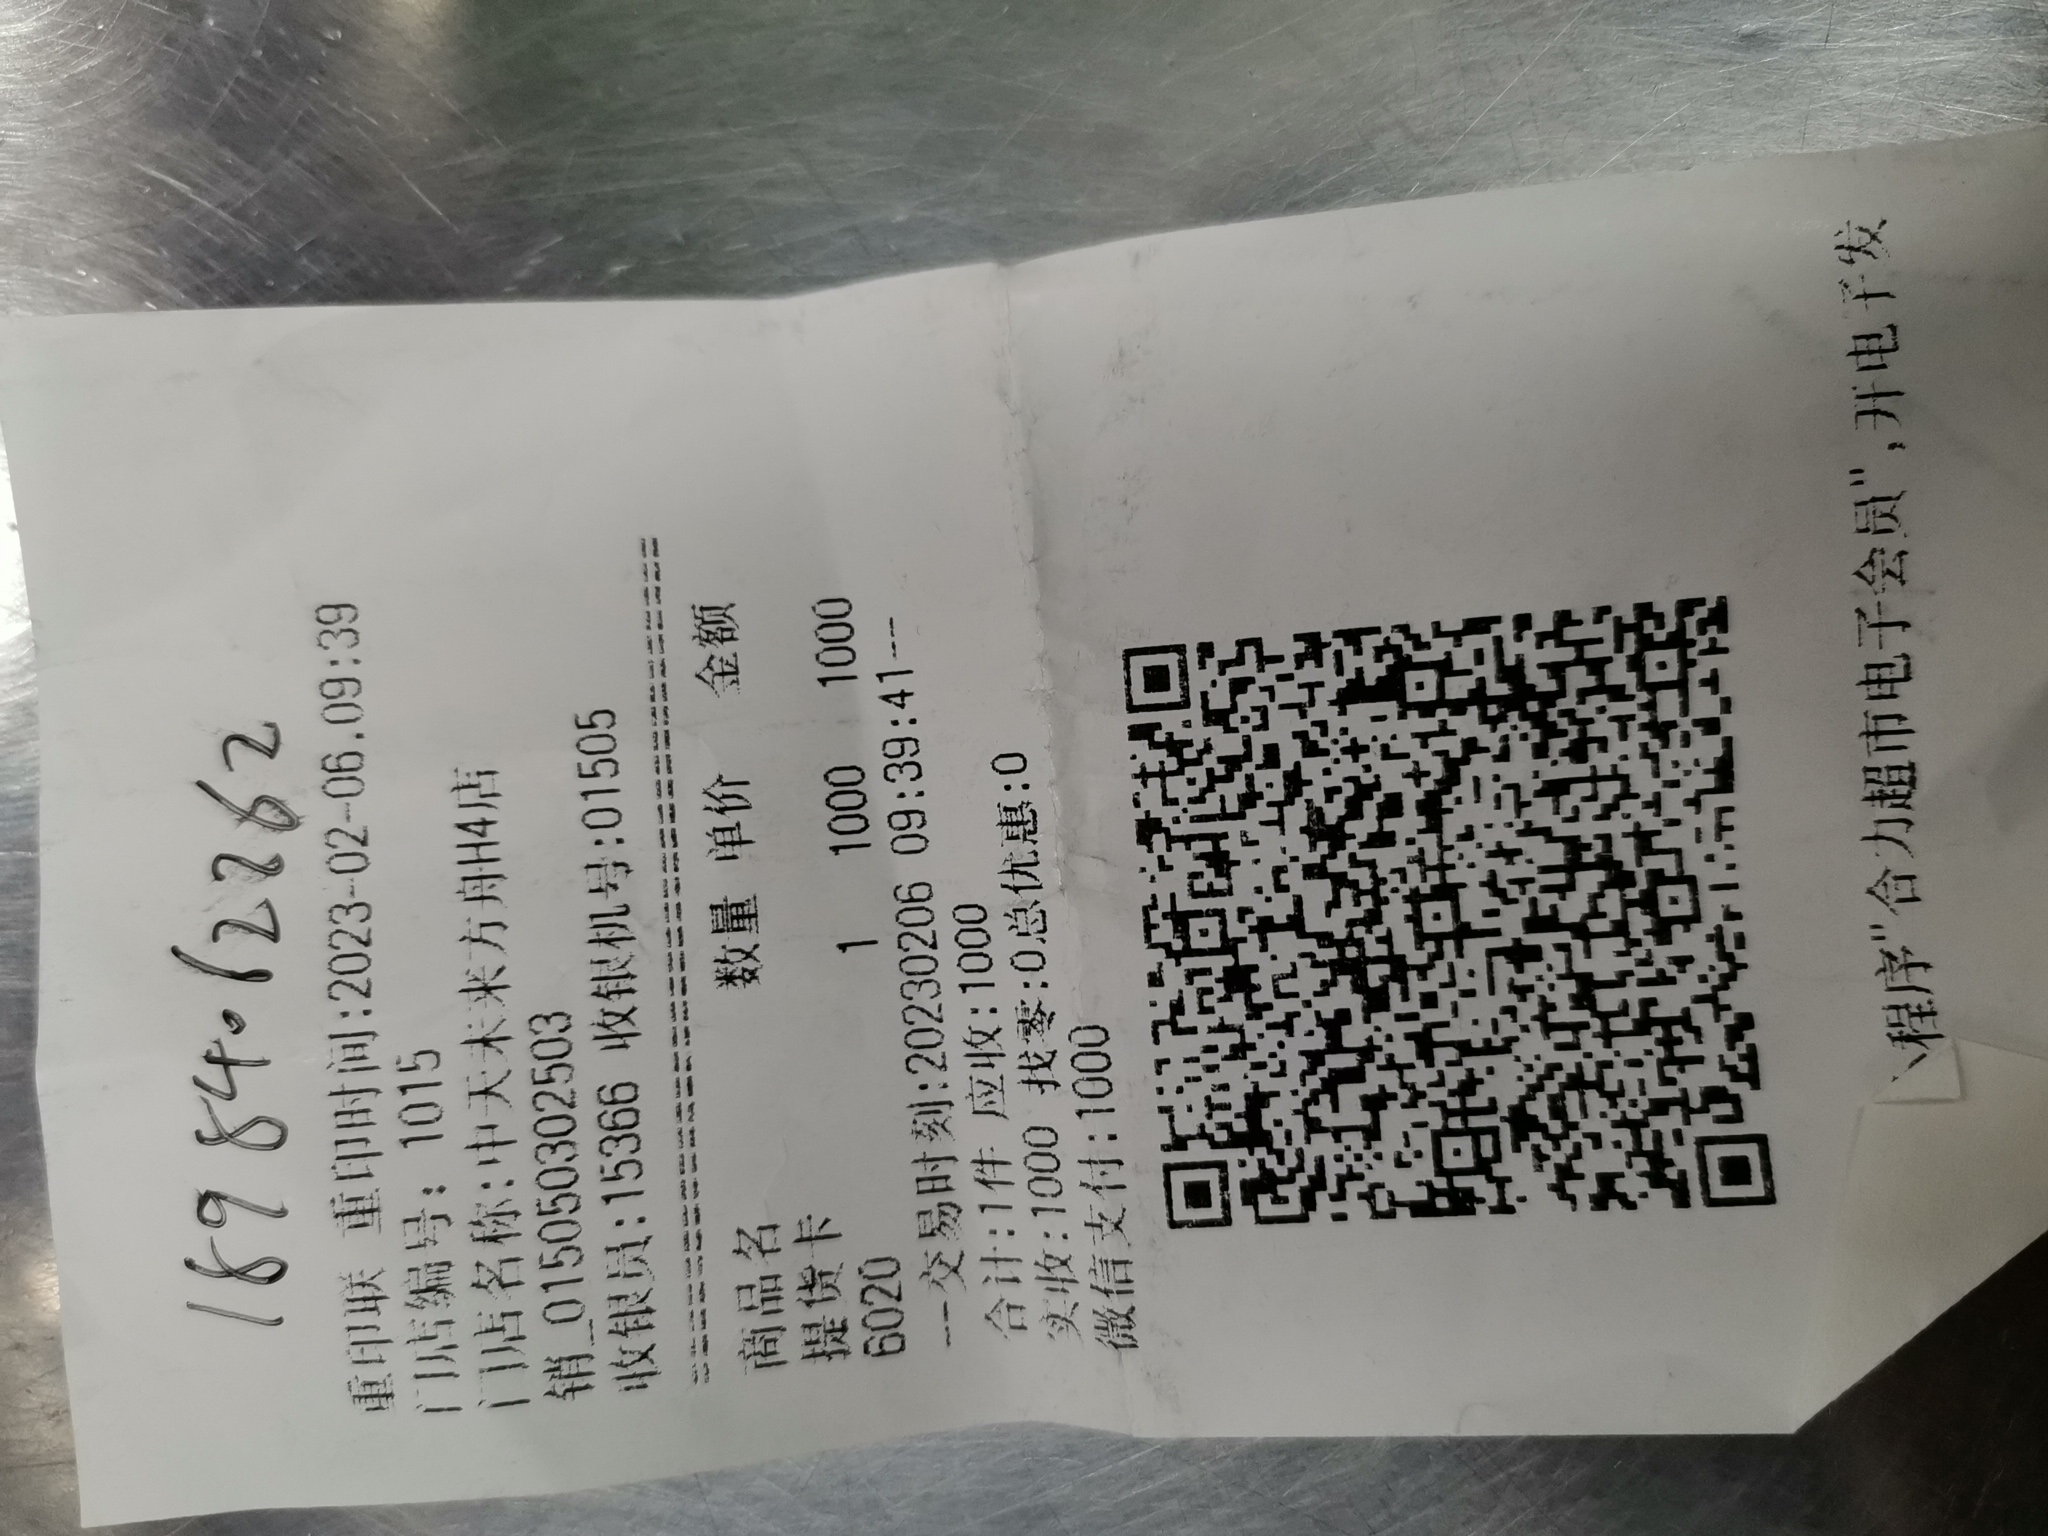 189 84.12262
重印联 重印时间:2023-02-06.09:39
门店编号: 1015
门店名称:中天未来方舟H4店
销_01505030​2503
收银员:15366 收银机号:01505
商品名 数量 单价 金额
提货卡
6020 1 1000 1000
---交易时刻:20230206 09:39:41---
合计:1件 应收:1000
实收:1000 找零:0总优惠:0
微信支付:1000
程序"合力超市电子会员",开电子发